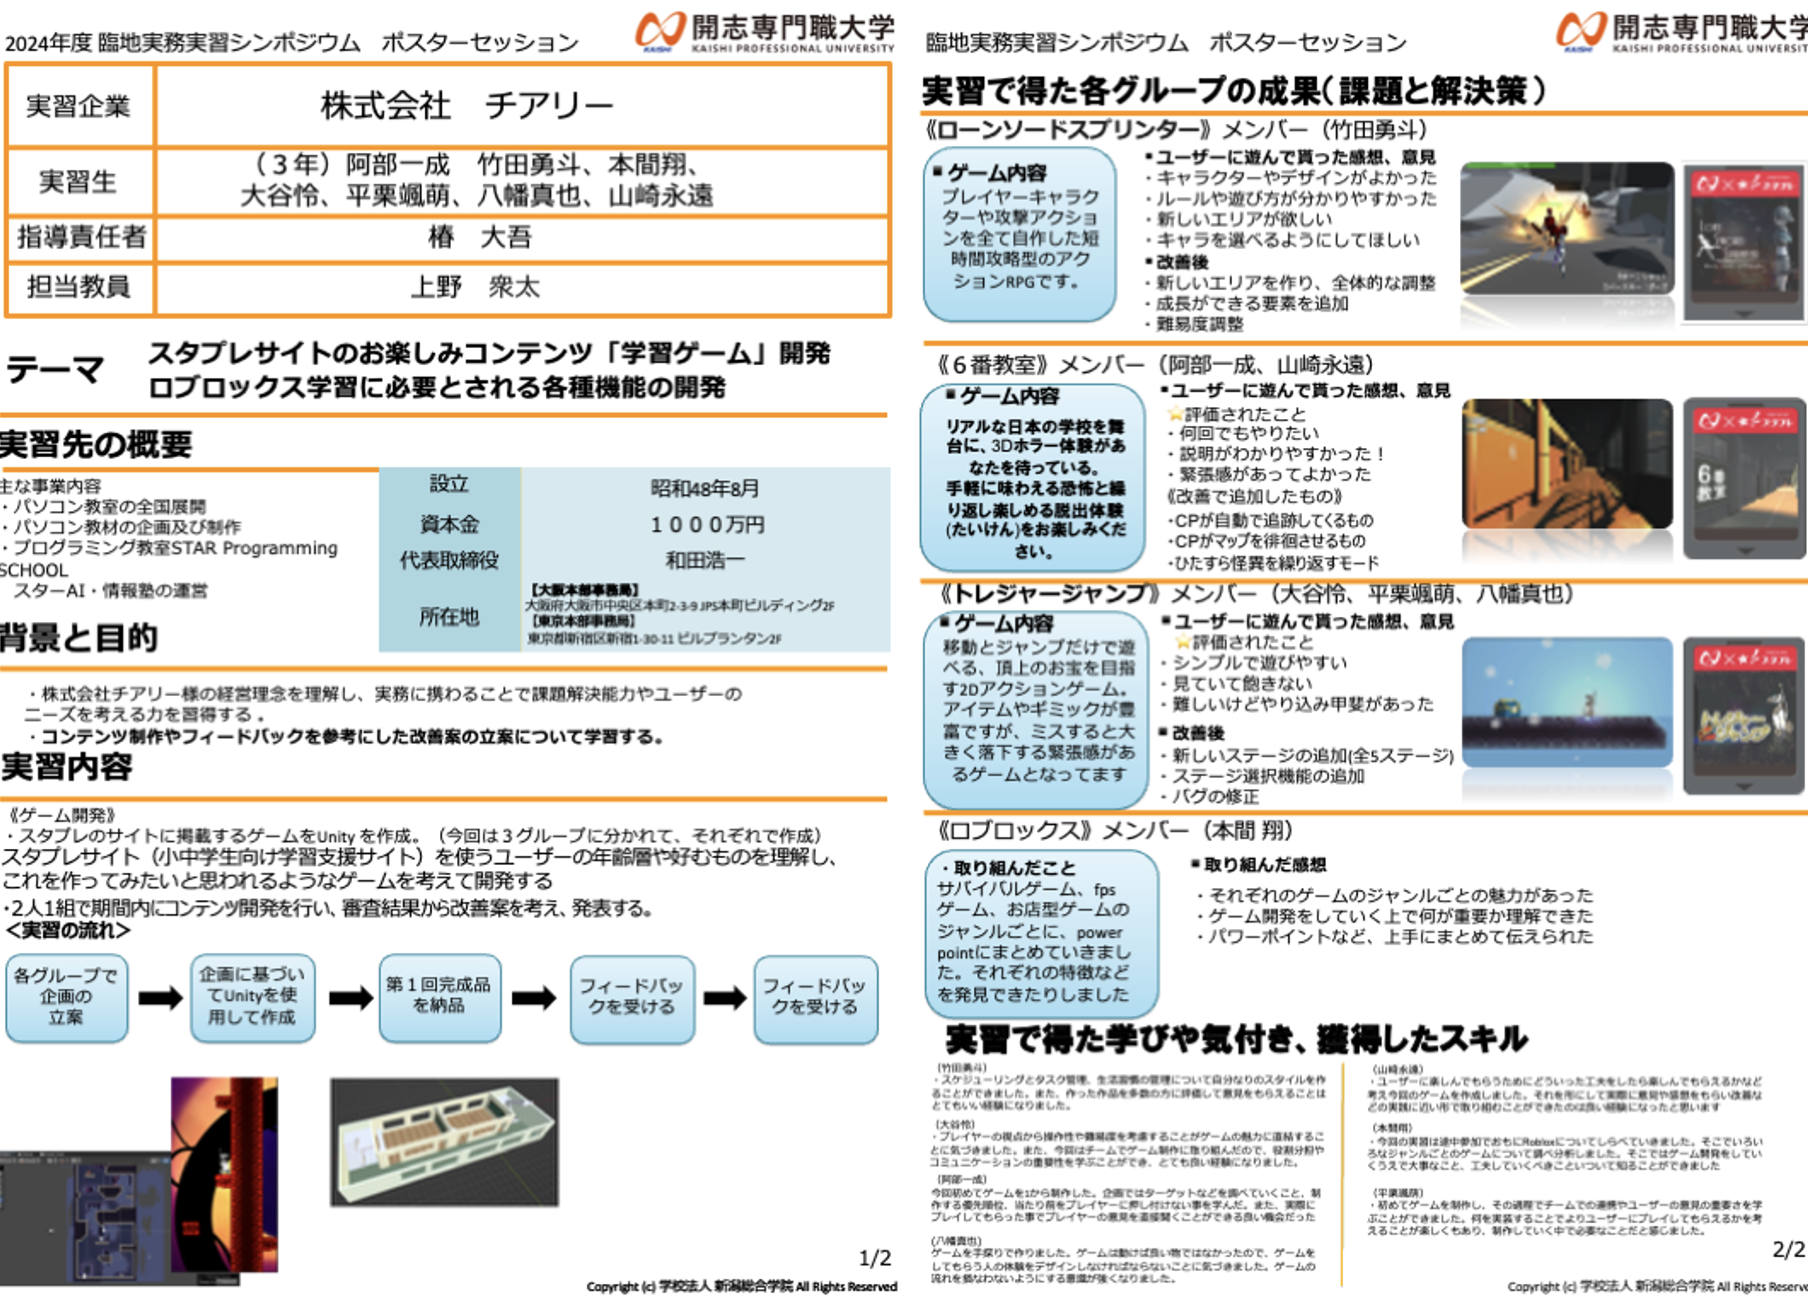 2024年度 臨地実務実習シンポジウム　ポスターセッション
開志専門職大学
KAISHI PROFESSIONAL UNIVERSITY
実習企業
株式会社　チアリー
実習生
（３年）阿部一成　竹田勇斗、本間翔、
大谷怜、平栗颯萌、八幡真也、山崎永遠
指導責任者
椿　大吾
担当教員
上野　衆太
テーマ
スタプレサイトのお楽しみコンテンツ「学習ゲーム」開発
ロブロックス学習に必要とされる各種機能の開発
実習先の概要
主な事業内容
・パソコン教室の全国展開
・パソコン教材の企画及び制作
・プログラミング教室STAR Programming
SCHOOL
スターAI・情報塾の運営
設立
昭和48年8月
資本金
１０００万円
代表取締役
和田浩一
所在地
【大阪本部事務局】
大阪府大阪市中央区本町2-3-9 JPS本町ビルディング2F
【東京本部事務局】
東京都新宿区新宿1-30-11 ビルプランタン2F
背景と目的
・株式会社チアリー様の経営理念を理解し、実務に携わることで課題解決能力やユーザーの
ニーズを考える力を習得する 。
・コンテンツ制作やフィードバックを参考にした改善案の立案について学習する。
実習内容
《ゲーム開発》
・スタプレのサイトに掲載するゲームをUnity を作成。（今回は３グループに分かれて、それぞれで作成）
スタプレサイト（小中学生向け学習支援サイト）を使うユーザーの年齢層や好むものを理解し、
これを作ってみたいと思われるようなゲームを考えて開発する
・2人1組で期間内にコンテンツ開発を行い、審査結果から改善案を考え、発表する。
＜実習の流れ＞
各グループで
企画の
立案
企画に基づい
てUnityを使
用して作成
第１回完成品
を納品
フィードバッ
クを受ける
フィードバッ
クを受ける
1/2
Copyright (c) 学校法人 新潟総合学院 All Rights Reserved
臨地実務実習シンポジウム　ポスターセッション
開志専門職大学
KAISHI PROFESSIONAL UNIVERSIT
実習で得た各グループの成果（課題と解決策）
《ローンソードスプリンター》メンバー（竹田勇斗）
▪ ゲーム内容
プレイヤーキャラク
ターや攻撃アクショ
ンを全て自作した短
時間攻略型のアク
ションRPGです。
▪ユーザーに遊んで貰った感想、意見
・キャラクターやデザインがよかった
・ルールや遊び方が分かりやすかった
・新しいエリアが欲しい
・キャラを選べるようにしてほしい
▪改善後
・新しいエリアを作り、全体的な調整
・成長ができる要素を追加
・難易度調整
《６番教室》メンバー（阿部一成、山崎永遠）
▪ ゲーム内容
リアルな日本の学校を舞
台に、3Dホラー体験があ
なたを待っている。
手軽に味わえる恐怖と繰
り返し楽しめる脱出体験
(たいけん)をお楽しみくだ
さい。
▪ユーザーに遊んで貰った感想、意見
⭐評価されたこと
・何回でもやりたい
・説明がわかりやすかった！
・緊張感があってよかった
《改善で追加したもの》
・CPが自動で追跡してくるもの
・CPがマップを徘徊させるもの
・ひたすら怪異を繰り返すモード
6番
教室
《トレジャージャンプ》メンバー（大谷怜、平栗颯萌、八幡真也）
▪ ゲーム内容
移動とジャンプだけで遊
べる、頂上のお宝を目指
す2Dアクションゲーム。
アイテムやギミックが豊
富ですが、ミスすると大
きく落下する緊張感があ
るゲームとなってます
▪ユーザーに遊んで貰った感想、意見
⭐評価されたこと
・シンプルで遊びやすい
・見ていて飽きない
・難しいけどやり込み甲斐があった
▪改善後
・新しいステージの追加(全5ステージ)
・ステージ選択機能の追加
・バグの修正
《ロブロックス》メンバー（本間 翔）
・取り組んだこと
サバイバルゲーム、fps
ゲーム、お店型ゲームの
ジャンルごとに、power
pointにまとめていきまし
た。それぞれの特徴など
を発見できたりしました
▪取り組んだ感想
・それぞれのゲームのジャンルごとの魅力があった
・ゲーム開発をしていく上で何が重要か理解できた
・パワーポイントなど、上手にまとめて伝えられた
実習で得た学びや気付き、獲得したスキル
(竹田勇斗)
・スケジューリングとタスク管理、生活習慣の管理について自分なりのスタイルを作
ることができました。また、作った作品を多数の方に評価して意見をもらえることは
とてもいい経験になりました。
(大谷怜)
・プレイヤーの視点から操作性や難易度を考慮することがゲームの魅力に直結するこ
とに気づきました。また、今回はチームでゲーム制作に取り組んだので、役割分担や
コミュニケーションの重要性を学ぶことができ、とても良い経験になりました。
(阿部一成)
今回初めてゲームを1から制作した。企画ではターゲットなどを調べていくこと、制
作する優先順位、当たり前をプレイヤーに押し付けない事を学んだ。また、実際に
プレイしてもらった事でプレイヤーの意見を直接聞くことができる良い機会だった
(八幡真也)
ゲームを手探りで作りました。ゲームは動けば良い物ではなかったので、ゲームを
してもらう人の体験をデザインしなければならないことに気づきました。ゲームの
流れを損なわないようにする意識が強くなりました。
(山崎永遠)
・ユーザーに楽しんでもらうためにどういった工夫をしたら楽しんでもらえるかなど
考え今回のゲームを作成しました。それを形にして実際に意見や感想をもらい改善な
どの実践に近い形で取り組むことができたのは良い経験になったと思います
(本間翔)
・今回の実習は途中参加でおもにRobloxについてしらべていきました。そこでいろい
ろなジャンルごとのゲームについて調べ分析しました。そこではゲーム開発をしてい
くうえで大事なこと、工夫していくべきことについて知ることができました
(平栗颯萌)
・初めてゲームを制作し、その過程でチームでの連携やユーザーの意見の重要さを学
ぶことができました。何を実装することでよりユーザーにプレイしてもらえるかを考
えることが楽しくもあり、制作していく中で必要なことだと感じました。
2/2
Copyright (c) 学校法人 新潟総合学院 All Rights Reserv